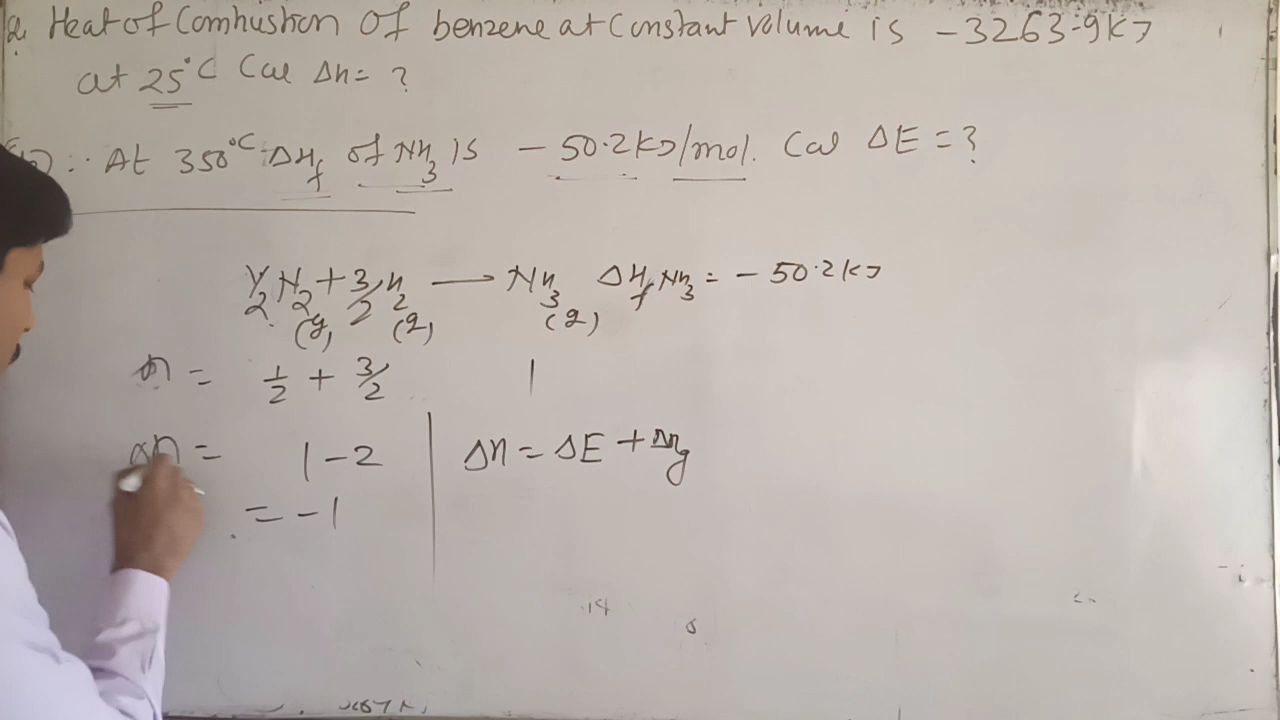 2. Heat of Combustion Of benzene at Constant Volume is -3263.9KJ
at 25°C Cal ΔH= ?
At 350°C ΔHf of NH3 is -50.2KJ/mol. Cal ΔE=?
1/2 N2 + 3/2 H2 → NH3 ΔHf NH3 = -50.2KJ
(g) (g) (g)
n = 1/2 + 3/2 1
Δn = 1-2 ΔH = ΔE + Δng
= -1